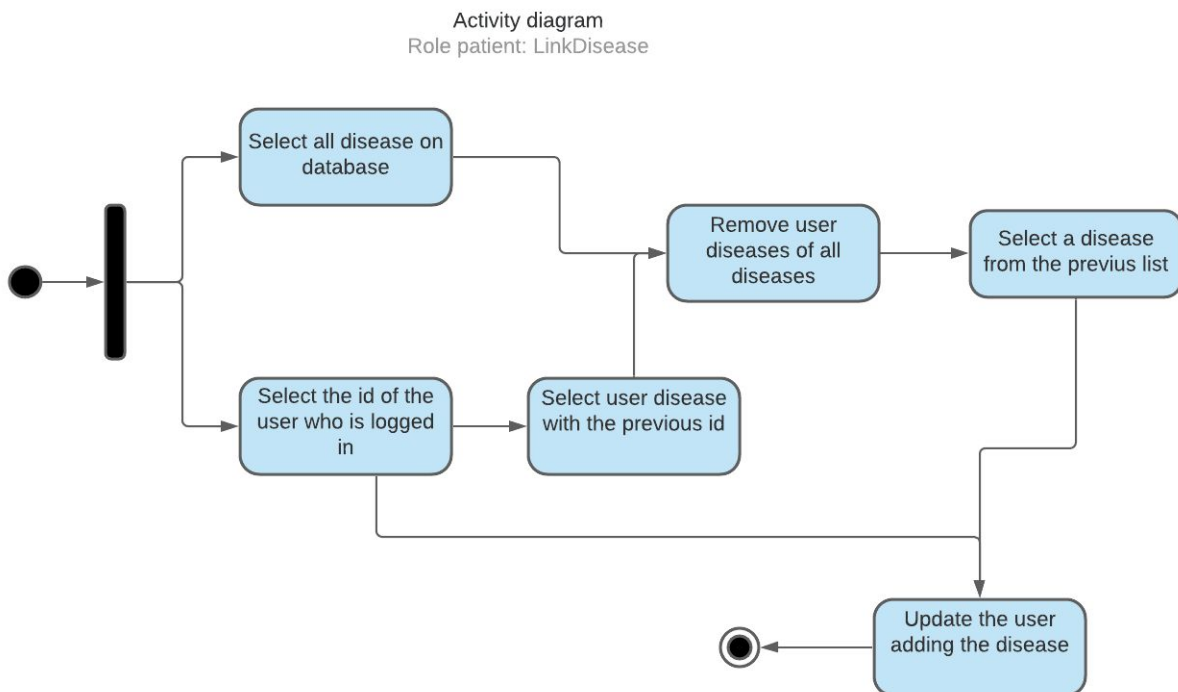 Activity diagram
Role patient: LinkDisease
Select all disease on
database
Remove user
diseases of all
diseases
Select a disease
from the previus list
Select the id of the
user who is logged
in
Select user disease
with the previous id
Update the user
adding the disease